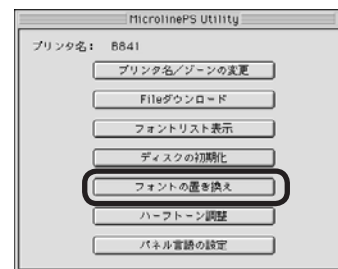 MicrolinePS Utility
プリンタ名： B841
プリンタ名/ゾーンの変更
Fileダウンロード
フォントリスト表示
ディスクの初期化
フォントの置き換え
ハーフトーン調整
パネル言語の設定